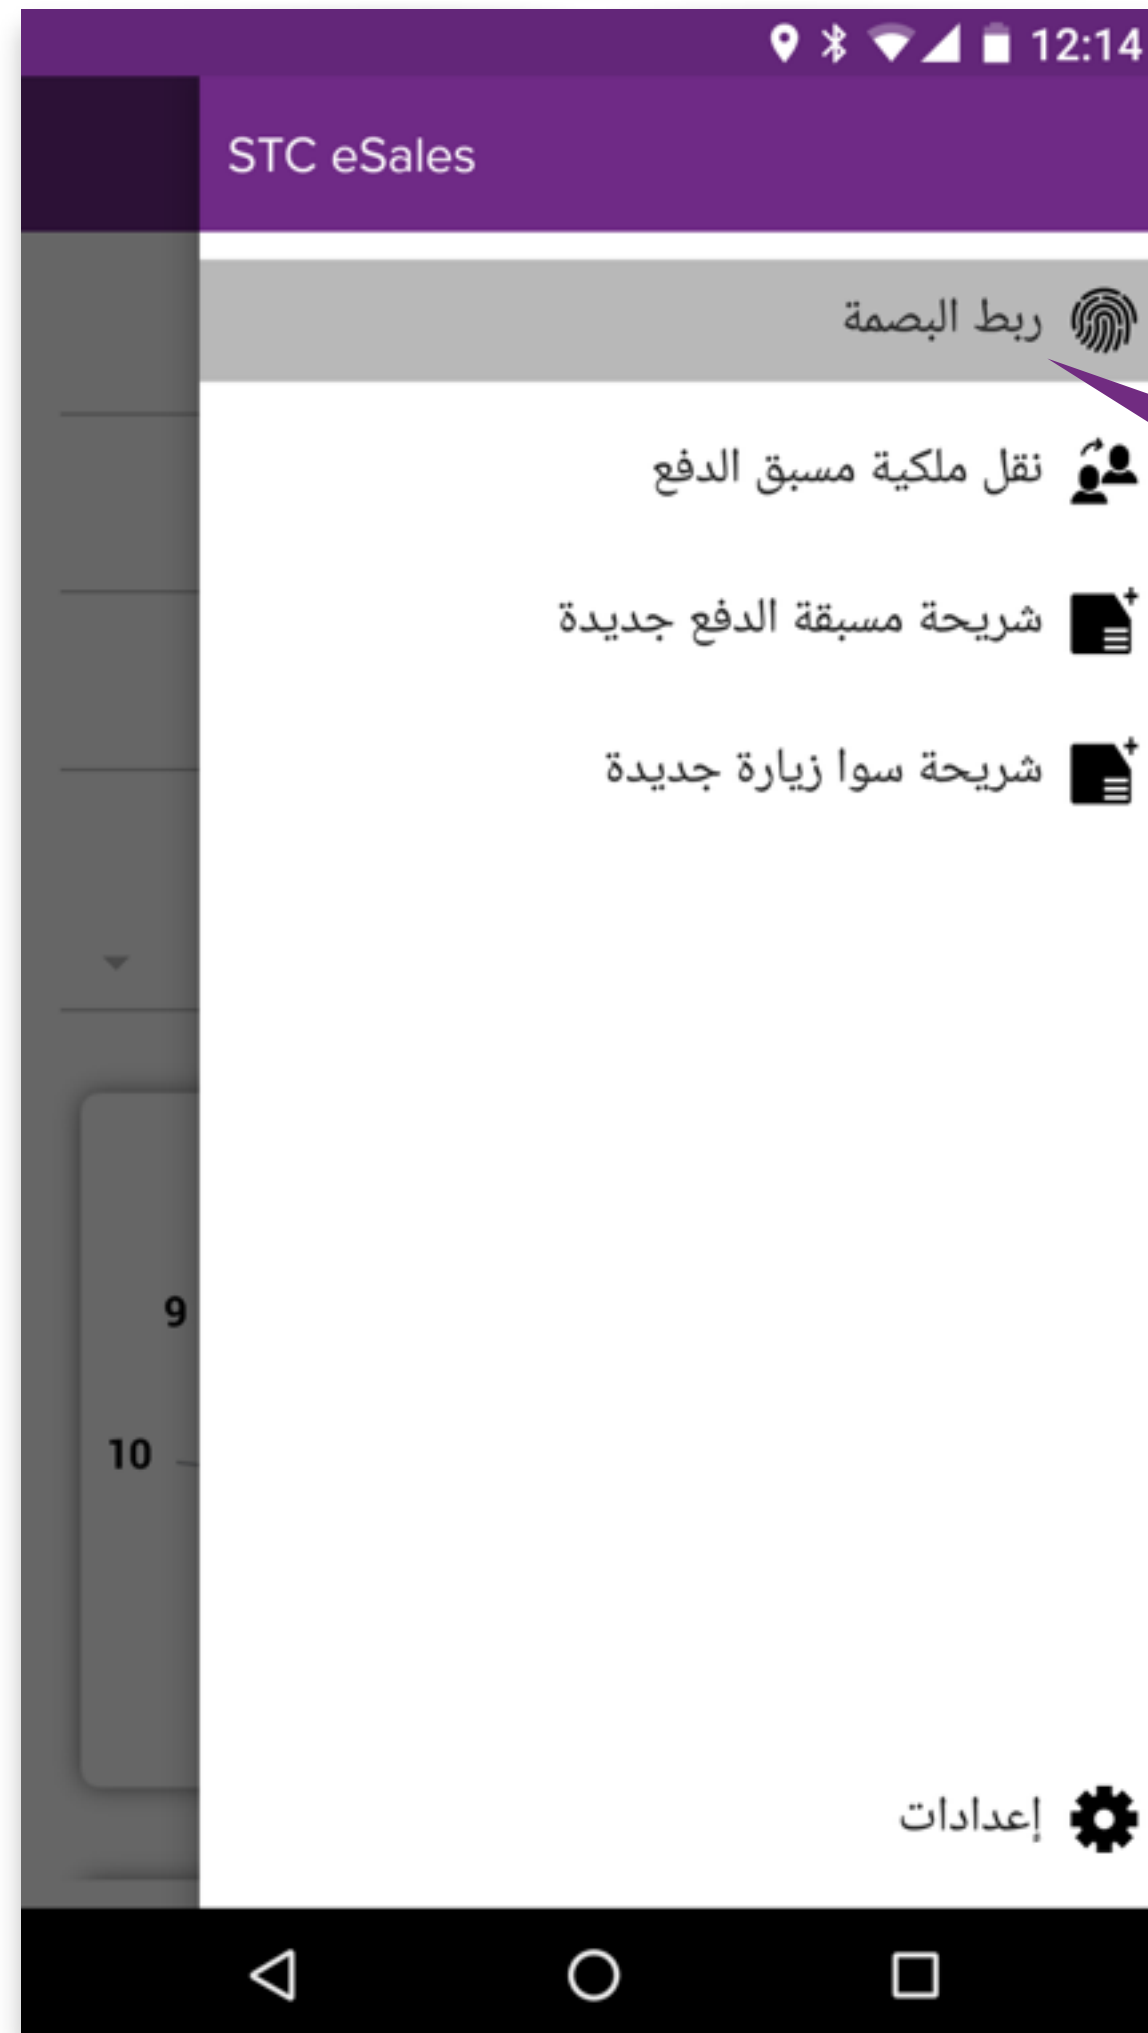 12:14
STC eSales
ربط البصمة
نقل ملكية مسبق الدفع
شريحة مسبقة الدفع جديدة
شريحة سوا زيارة جديدة
9
10
إعدادات